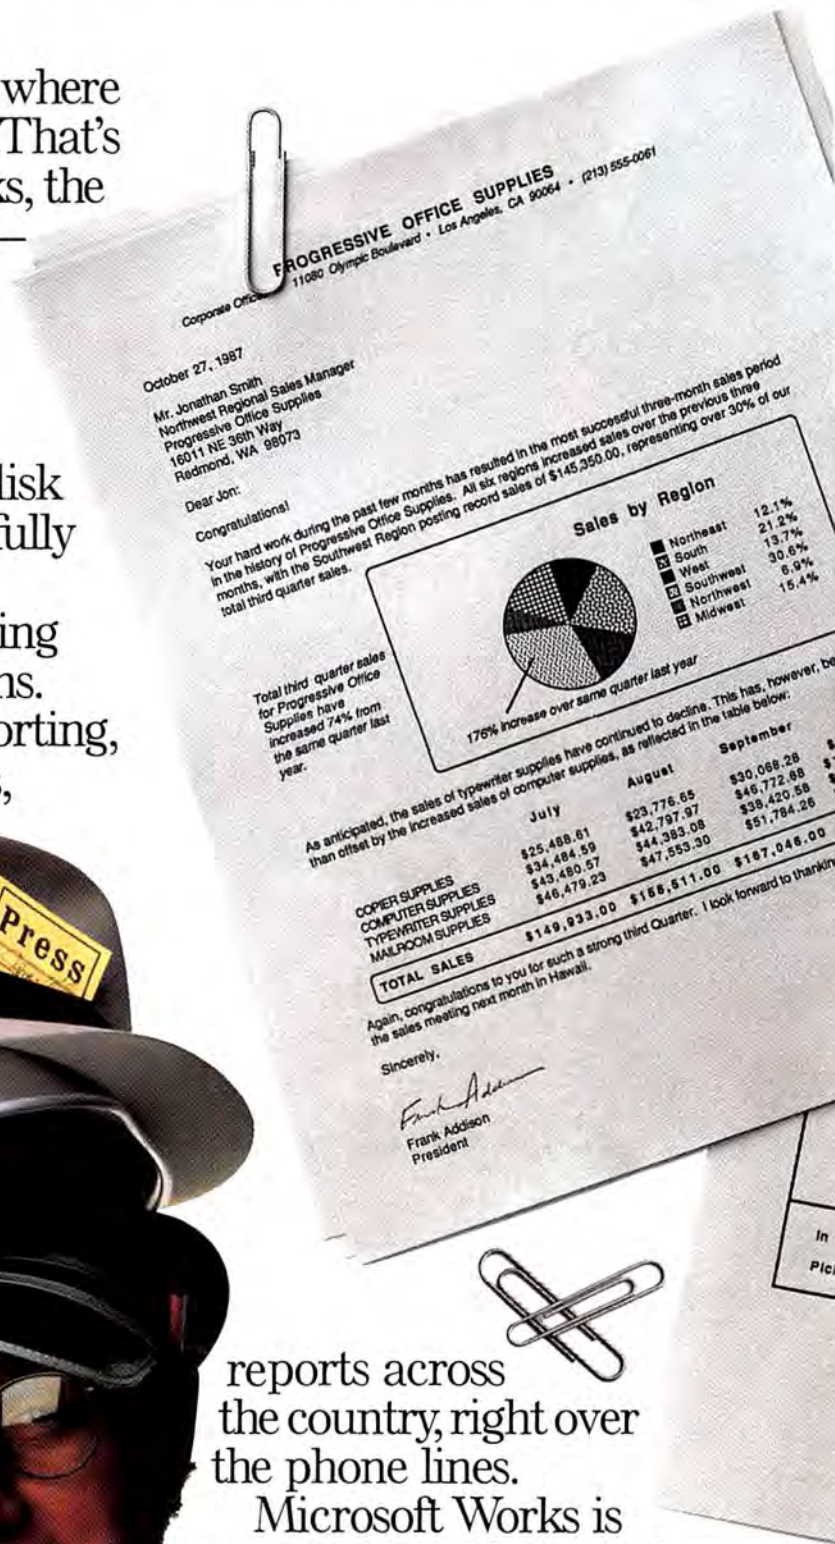 where
That's
ks, the
PROGRESSIVE OFFICE SUPPLIES
Corporate Office 11080 Olympic Boulevard • Los Angeles, CA 90064 • (213) 555-0061
October 27, 1987
Mr. Jonathan Smith
Northwest Regional Sales Manager
Progressive Office Supplies
16011 NE 36th Way
Redmond, WA 98073
Dear Jon:
Congratulations!
Your hard work during the past few months has resulted in the most successful three-month sales period
in the history of Progressive Office Supplies. All six regions increased sales over the previous three
months, with the Southwest Region posting record sales of $145,350.00, representing over 30% of our
total third quarter sales.
Sales by Region
Northeast 12.1%
South 21.2%
West 13.7%
Southwest 30.6%
Northwest 6.9%
Midwest 15.4%
176% increase over same quarter last year
Total third quarter sales
for Progressive Office
Supplies have
increased 74% from
the same quarter last
year.
As anticipated, the sales of typewriter supplies have continued to decline. This has, however, be
than offset by the increased sales of computer supplies, as reflected in the table below:
July August September
COPIER SUPPLIES $25,488.61 $23,776.65 $30,068.28
COMPUTER SUPPLIES $34,484.59 $42,797.97 $46,772.88
TYPEWRITER SUPPLIES $43,480.57 $44,383.08 $38,420.58
MAILROOM SUPPLIES $46,479.23 $47,553.30 $51,784.26
TOTAL SALES $149,933.00 $158,511.00 $167,046.00
Again, congratulations to you for such a strong third Quarter. I look forward to thankin
the sales meeting next month in Hawaii.
Sincerely,
Frank Addison
Frank Addison
President
disk
fully
ing
ns.
orting,
s,
Press
In
Pic
reports across
the country, right over
the phone lines.
Microsoft Works is